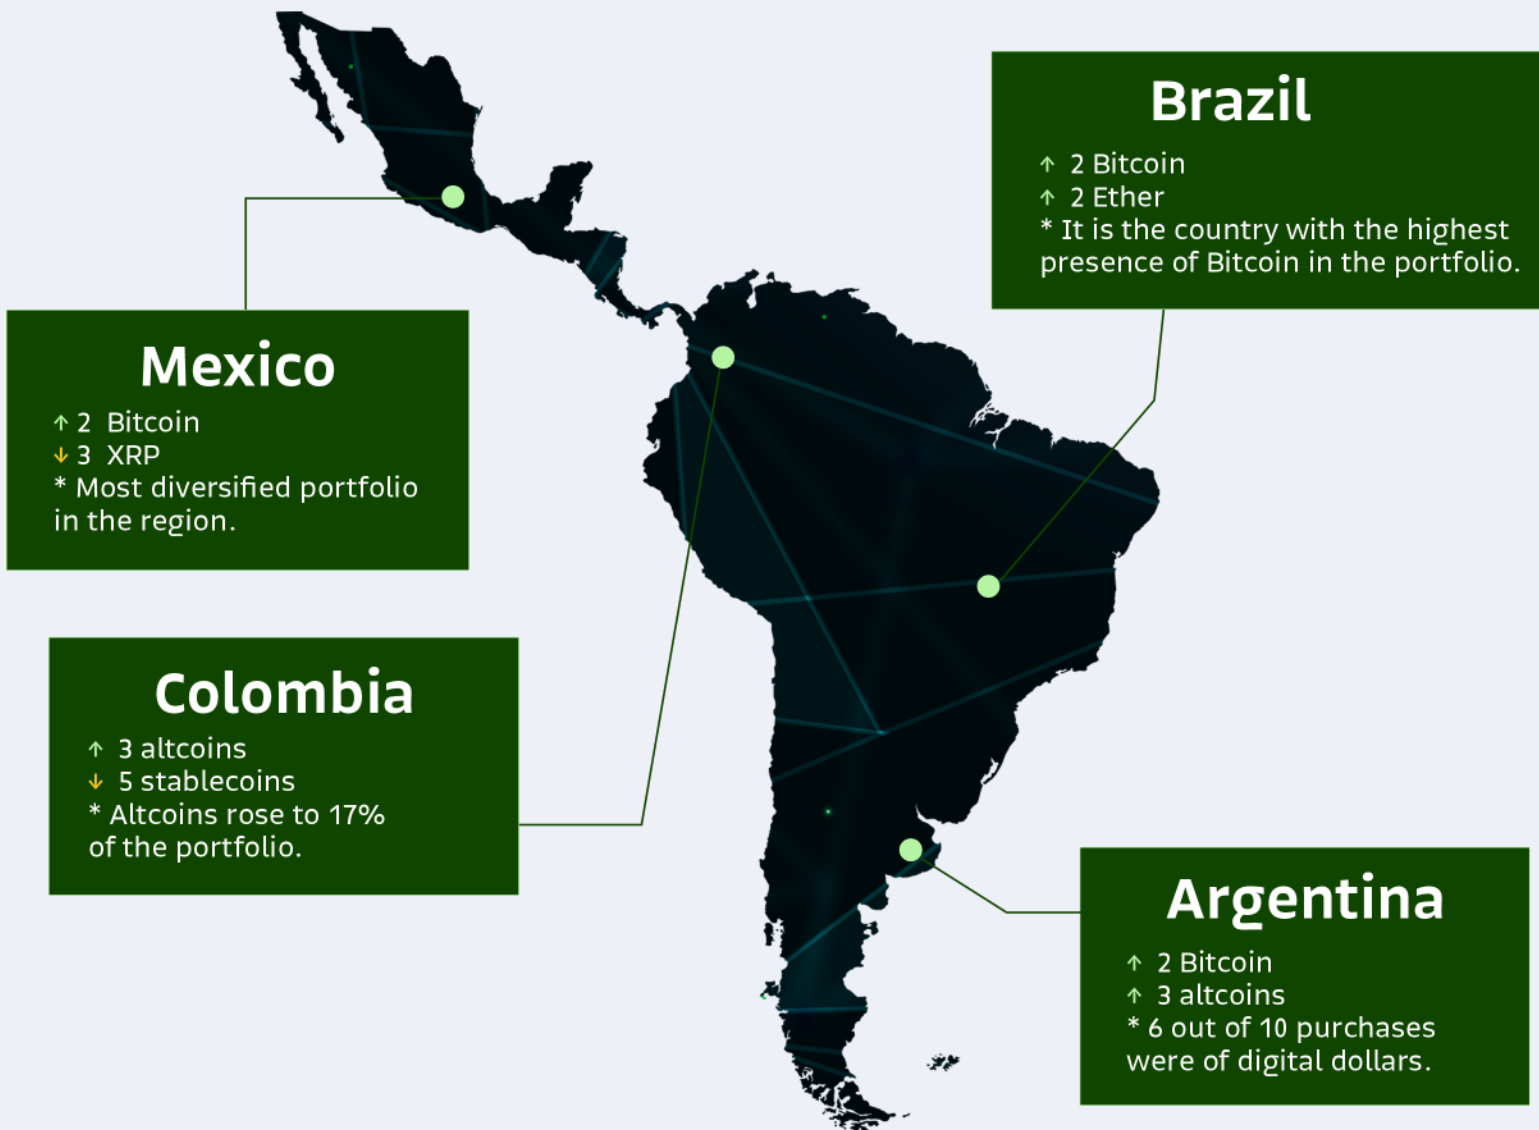 Brazil
↑ 2 Bitcoin
↑ 2 Ether
* It is the country with the highest
presence of Bitcoin in the portfolio.
Mexico
↑ 2 Bitcoin
↓ 3 XRP
* Most diversified portfolio
in the region.
Colombia
↑ 3 altcoins
↓ 5 stablecoins
* Altcoins rose to 17%
of the portfolio.
Argentina
↑ 2 Bitcoin
↑ 3 altcoins
* 6 out of 10 purchases
were of digital dollars.